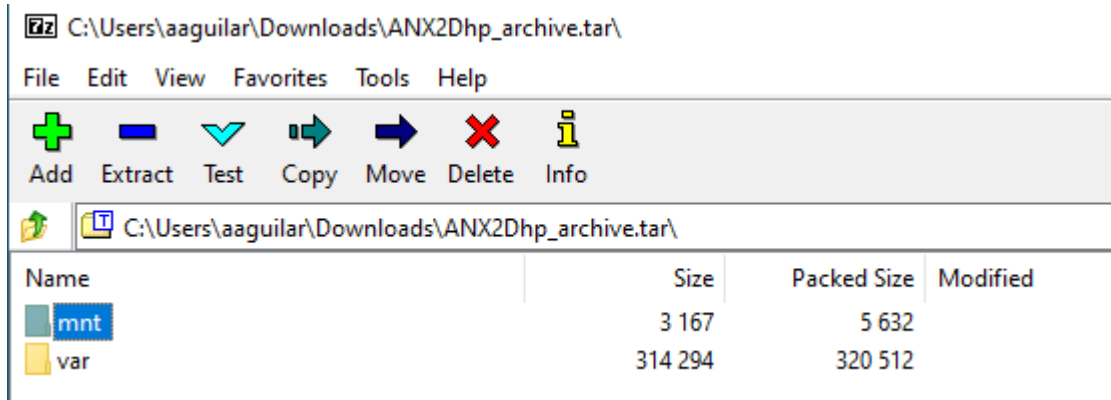 7z C:\Users\aaguilar\Downloads\ANX2Dhp_archive.tar\
File Edit View Favorites Tools Help
Add Extract Test Copy Move Delete Info
T C:\Users\aaguilar\Downloads\ANX2Dhp_archive.tar\
Name Size Packed Size Modified
mnt 3 167 5 632
var 314 294 320 512